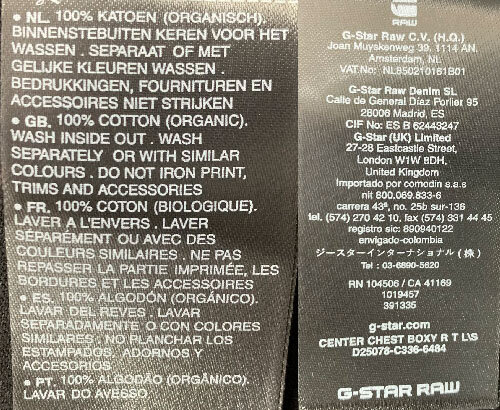 • NL. 100% KATOEN (ORGANISCH).
BINNENSTEBUITEN KEREN VOOR HET
WASSEN . SEPARAAT OF MET
GELIJKE KLEUREN WASSEN .
BEDRUKKINGEN, FOURNITUREN EN
ACCESSOIRES NIET STRIJKEN
• GB. 100% COTTON (ORGANIC).
WASH INSIDE OUT . WASH
SEPARATELY OR WITH SIMILAR
COLOURS . DO NOT IRON PRINT,
TRIMS AND ACCESSORIES
• FR. 100% COTON (BIOLOGIQUE).
LAVER A L'ENVERS . LAVER
SÉPARÉMENT OU AVEC DES
COULEURS SIMILAIRES . NE PAS
REPASSER LA PARTIE IMPRIMÉE, LES
BORDURES ET LES ACCESSOIRES
• ES. 100% ALGODÓN (ORGÁNICO).
LAVAR DEL REVES . LAVAR
SEPARADAMENTE O CON COLORES
SIMILARES . NO PLANCHAR LOS
ESTAMPADOS, ADORNOS Y
ACCESORIOS
• PT. 100% ALGODÃO (ORGÂNICO).
LAVAR DO AVESSO
RAW
G-Star Raw C.V. (H.Q.)
Joan Muyskenweg 39, 1114 AN.
Amsterdam, NL
VAT No: NL850210181B01
G-Star Raw Denim SL
Calle de General Díez Porlier 95
28006 Madrid, ES
CIF No: ES B 62443247
G-Star (UK) Limited
27-28 Eastcastle Street,
London W1W 8DH,
United Kingdom
Importado por comodin s.a.s
nit 800.069.833-6
carrera 43ª, no. 25b sur-136
tel. (574) 270 42 10, fax (574) 331 44 45
registro sic: 890940122
envigado-colombia
ジースターインターナショナル (株)
Tel : 03-6890-5620
RN 104506 / CA 41169
1019457
391335
g-star.com
CENTER CHEST BOXY R T L\S
D25078-C336-6484
G-STAR RAW